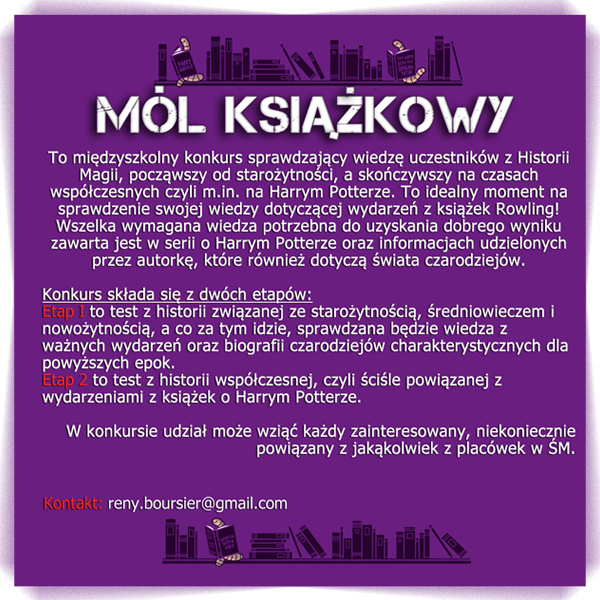 MÓL KSIĄŻKOWY
To międzyszkolny konkurs sprawdzający wiedzę uczestników z Historii
Magii, począwszy od starożytności, a skończywszy na czasach
współczesnych czyli m.in. na Harrym Potterze. To idealny moment na
sprawdzenie swojej wiedzy dotyczącej wydarzeń z książek Rowling!
Wszelka wymagana wiedza potrzebna do uzyskania dobrego wyniku
zawarta jest w serii o Harrym Potterze oraz informacjach udzielonych
przez autorkę, które również dotyczą świata czarodziejów.
Konkurs składa się z dwóch etapów:
Etap I to test z historii związanej ze starożytnością, średniowieczem i
nowożytnością, a co za tym idzie, sprawdzana będzie wiedza z
ważnych wydarzeń oraz biografii czarodziejów charakterystycznych dla
powyższych epok.
Etap 2 to test z historii współczesnej, czyli ściśle powiązanej z
wydarzeniami z książek o Harrym Potterze.
W konkursie udział może wziąć każdy zainteresowany, niekoniecznie
powiązany z jakąkolwiek z placówek w ŚM.
Kontakt: reny.boursier@gmail.com